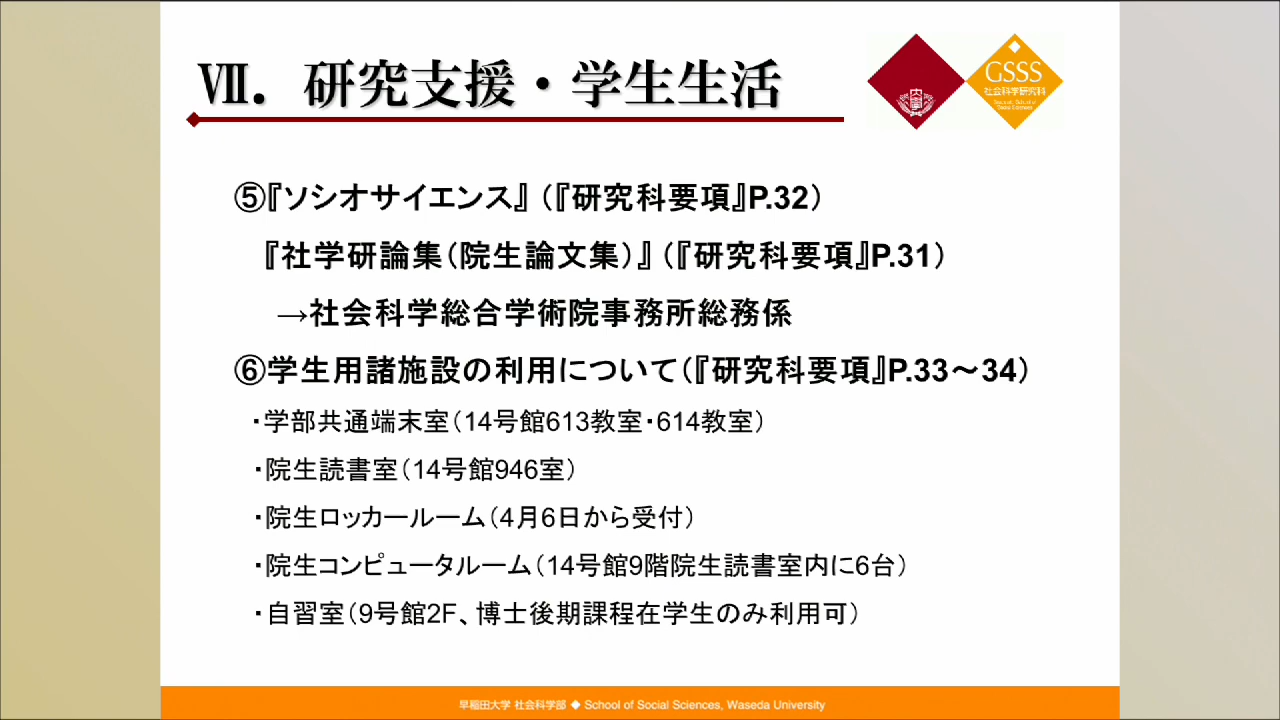 Ⅶ．研究支援・学生生活
GSSS
社会科学研究科
⑤『ソシオサイエンス』（『研究科要項』P.32）
『社学研論集（院生論文集）』（『研究科要項』P.31）
→社会科学総合学術院事務所総務係
⑥学生用諸施設の利用について（『研究科要項』P.33～34）
・学部共通端末室（14号館613教室・614教室）
・院生読書室（14号館946室）
・院生ロッカールーム（4月6日から受付）
・院生コンピュータルーム（14号館9階院生読書室内に6台）
・自習室（9号館2F、博士後期課程在学生のみ利用可）
早稲田大学 社会科学部 ◆ School of Social Sciences, Waseda University